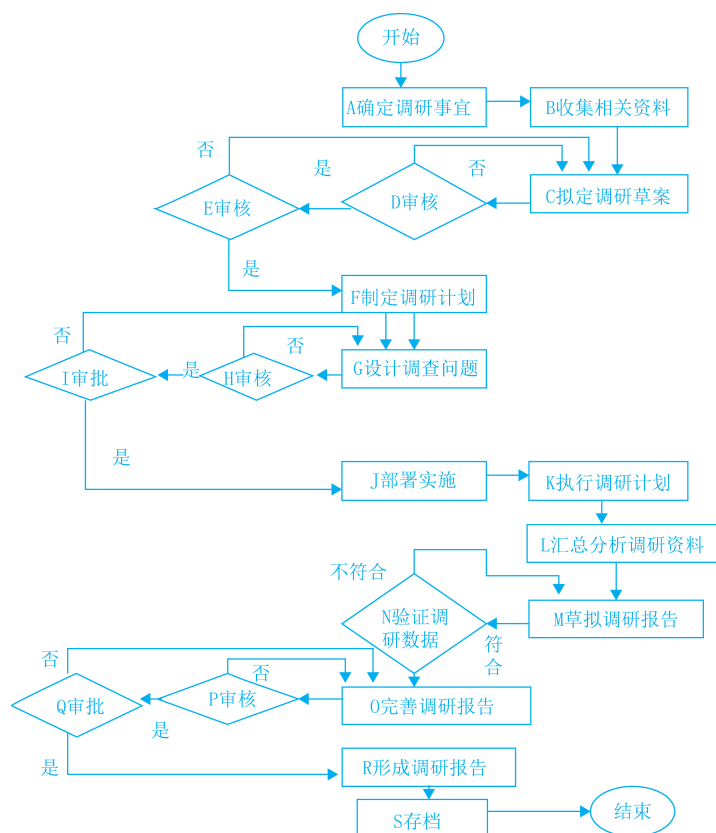 开始
A确定调研事宜
B收集相关资料
否
是
否
E审核
D审核
C拟定调研草案
是
F制定调研计划
否
否
I审批
是
H审核
G设计调查问题
是
J部署实施
K执行调研计划
L汇总分析调研资料
不符合
N验证调
研数据
M草拟调研报告
符
合
否
否
Q审批
P审核
O完善调研报告
是
是
R形成调研报告
S存档
结束